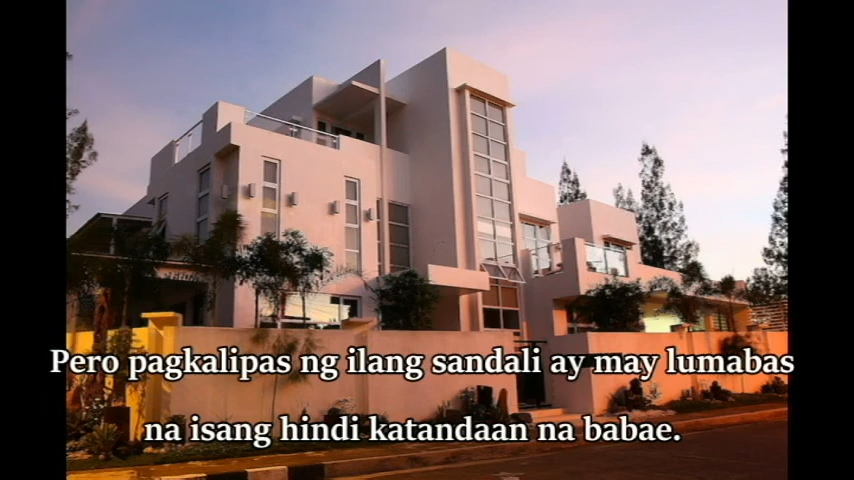 Pero pagkalipas ng ilang sandali ay may lumabas
na isang hindi katandaan na babae.